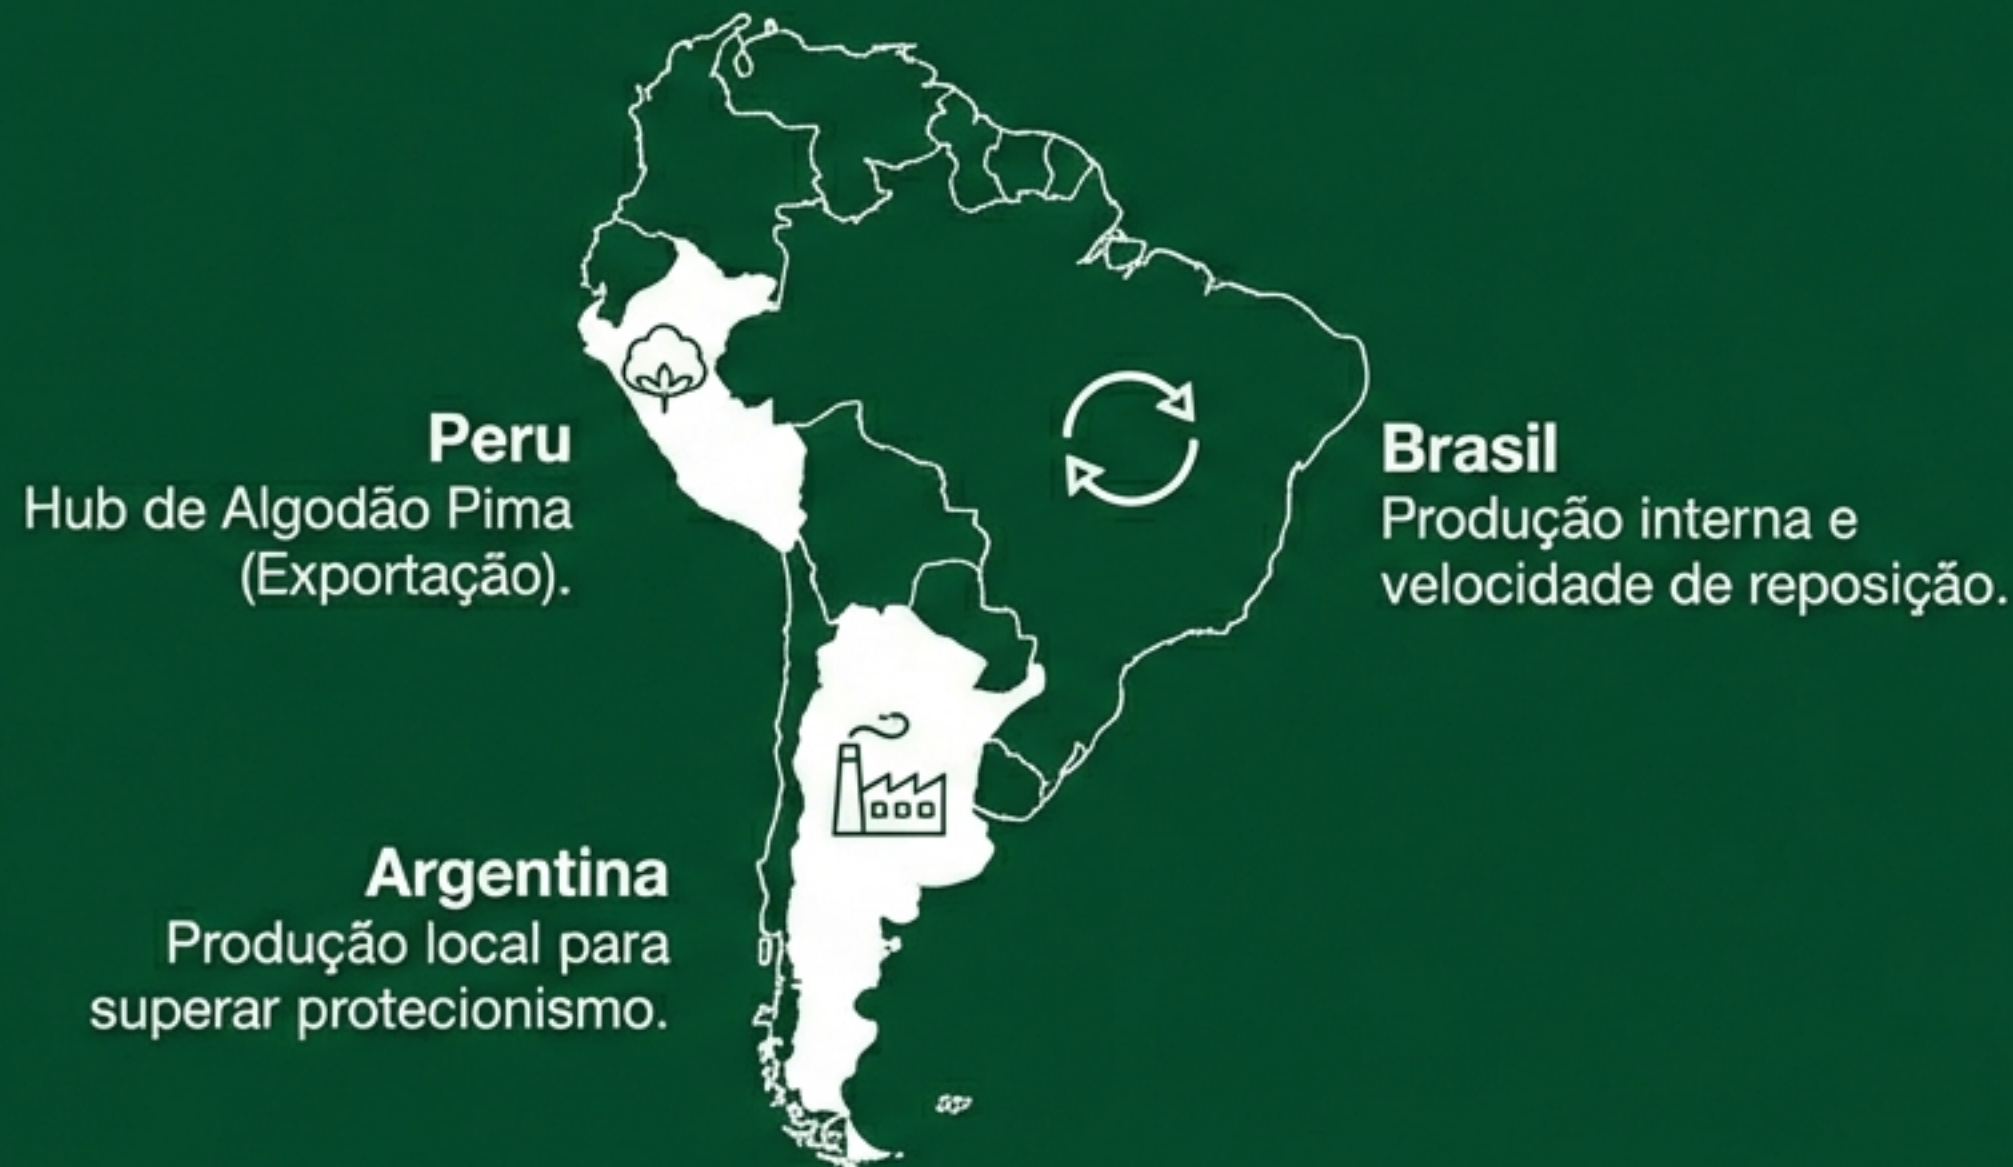 Peru
Hub de Algodão Pima
(Exportação).
Brasil
Produção interna e
velocidade de reposição.
Argentina
Produção local para
superar protecionismo.